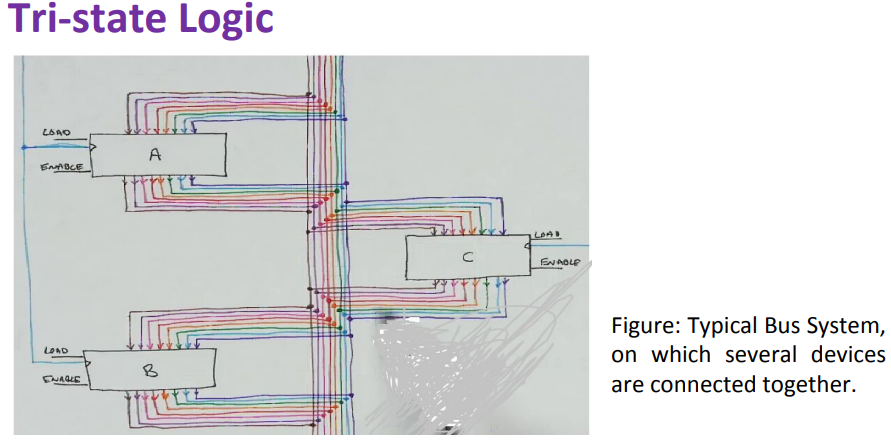 Tri-state Logic
LOAD
A
ENABLE
LOAD
C
ENABLE
LOAD
B
ENABLE
Figure: Typical Bus System,
on which several devices
are connected together.